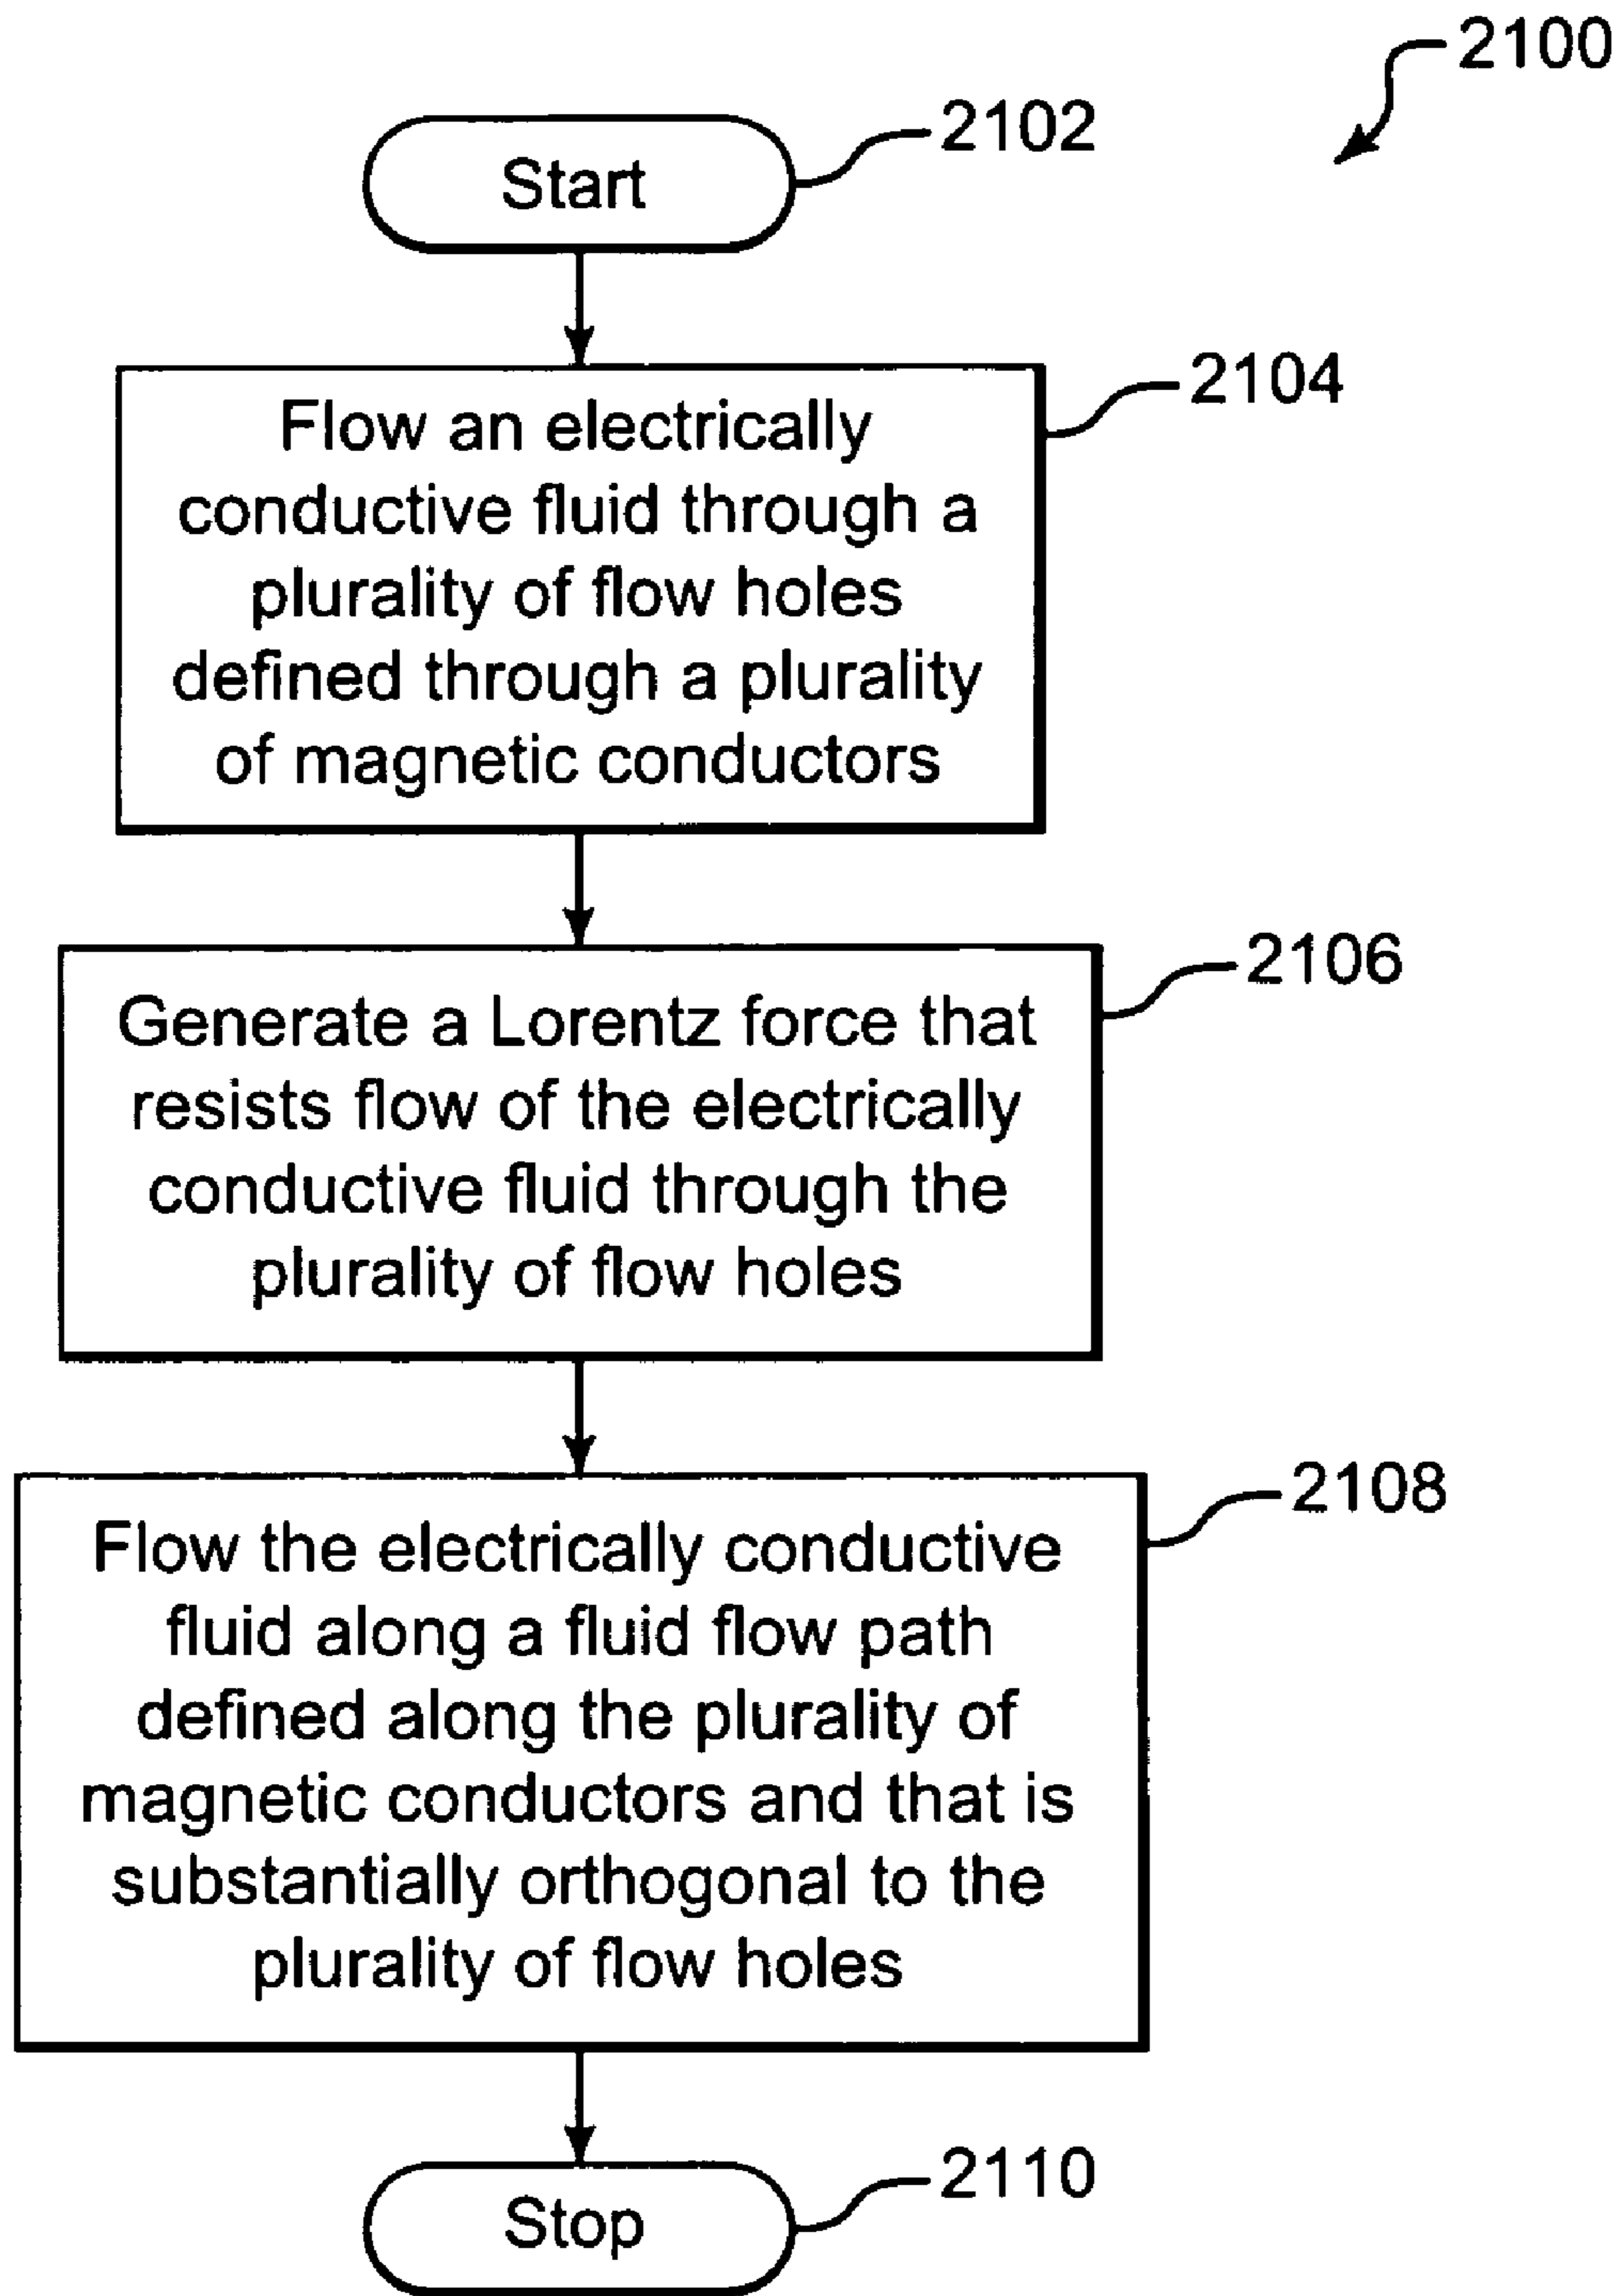 2100
2102
Start
2104
Flow an electrically
conductive fluid through a
plurality of flow holes
defined through a plurality
of magnetic conductors
2106
Generate a Lorentz force that
resists flow of the electrically
conductive fluid through the
plurality of flow holes
2108
Flow the electrically conductive
fluid along a fluid flow path
defined along the plurality of
magnetic conductors and that is
substantially orthogonal to the
plurality of flow holes
2110
Stop